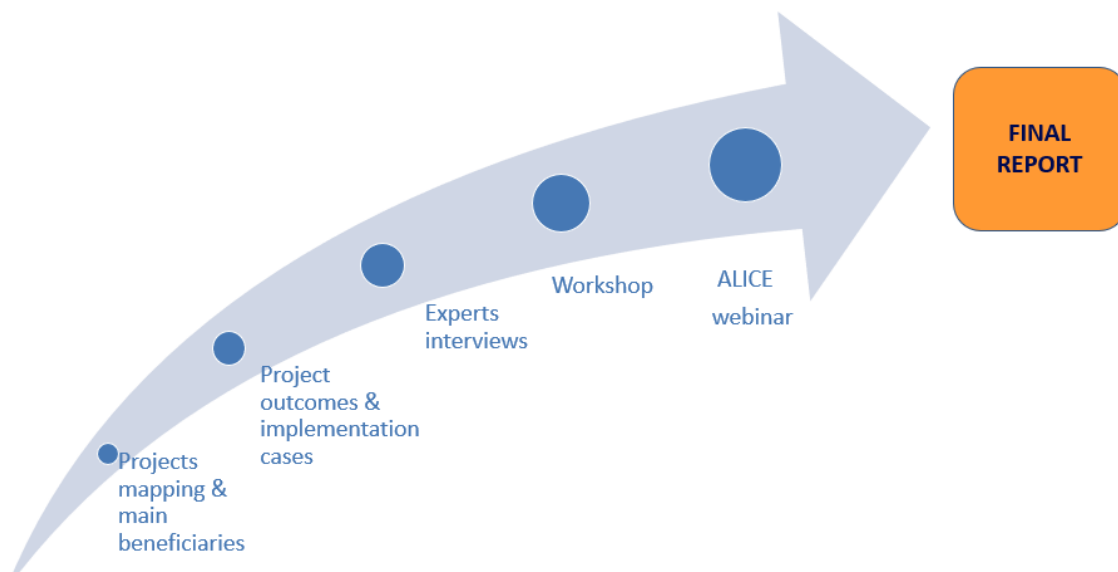 Projects
mapping &
main
beneficiaries
Project
outcomes &
implementation
cases
Experts
interviews
Workshop
ALICE
webinar
FINAL
REPORT